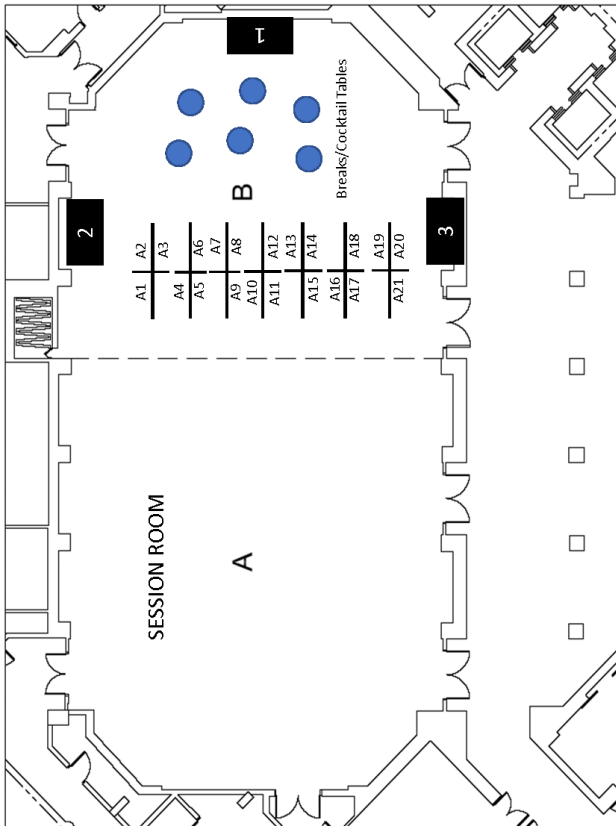 1
Breaks/Cocktail Tables
B
2
3
A2
A3
A6
A7
A8
A12
A13
A14
A18
A19
A20
A1
A4
A5
A9
A10
A11
A15
A16
A17
A21
SESSION ROOM
A